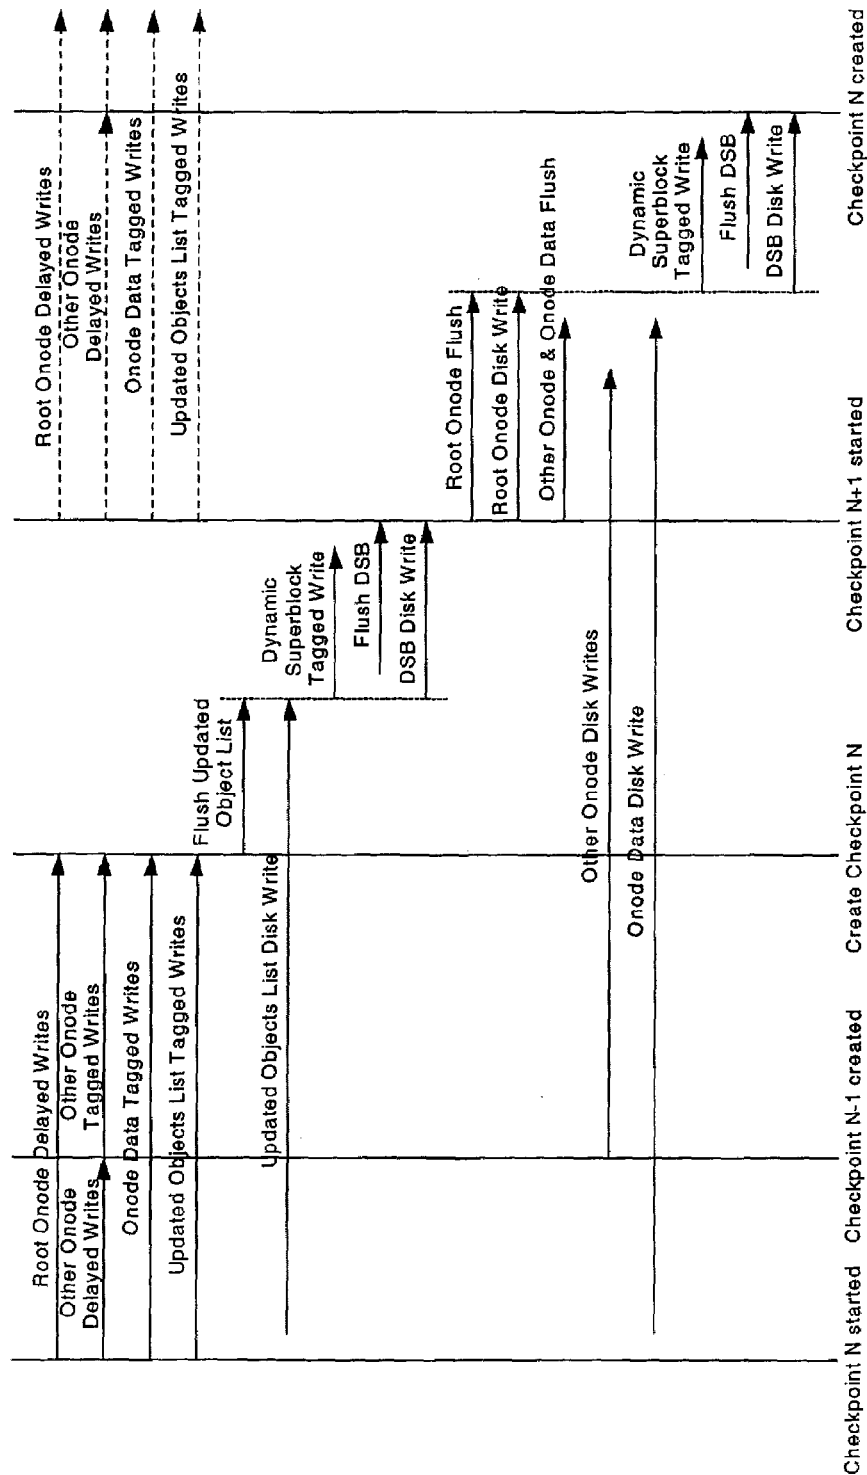 Root Onode Delayed Writes
Other Onode
Delayed Writes
Other Onode
Tagged Writes
Onode Data Tagged Writes
Updated Objects List Tagged Writes
Flush Updated
Object List
Updated Objects List Disk Write
Dynamic
Superblock
Tagged Write
Flush DSB
DSB Disk Write
Root Onode Delayed Writes
Other Onode
Delayed Writes
Onode Data Tagged Writes
Updated Objects List Tagged Writes
Root Onode Flush
Root Onode Disk Write
Other Onode & Onode Data Flush
Other Onode Disk Writes
Onode Data Disk Write
Dynamic
Superblock
Tagged Write
Flush DSB
DSB Disk Write
Checkpoint N started
Checkpoint N-1 created
Create Checkpoint N
Checkpoint N+1 started
Checkpoint N created